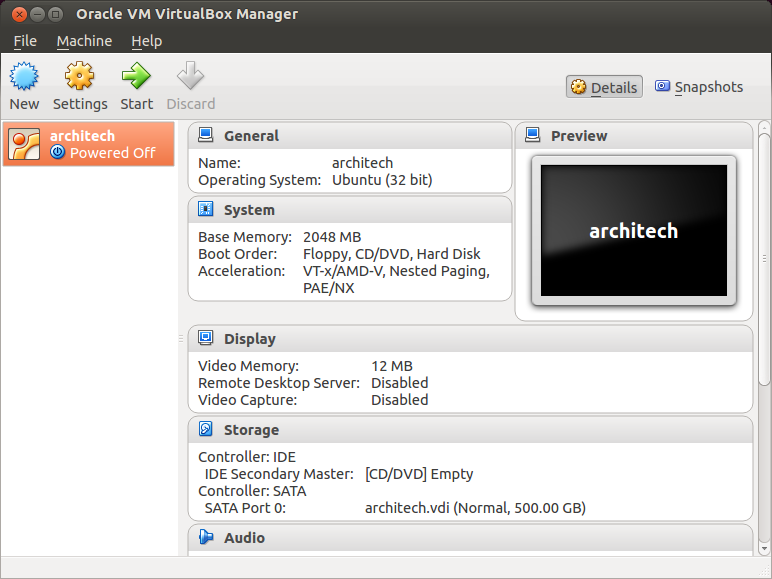 Oracle VM VirtualBox Manager
File Machine Help
New Settings Start Discard
Details Snapshots
architech
Powered Off
General
Name: architech
Operating System: Ubuntu (32 bit)
System
Base Memory: 2048 MB
Boot Order: Floppy, CD/DVD, Hard Disk
Acceleration: VT-x/AMD-V, Nested Paging,
PAE/NX
Preview
architech
Display
Video Memory: 12 MB
Remote Desktop Server: Disabled
Video Capture: Disabled
Storage
Controller: IDE
IDE Secondary Master: [CD/DVD] Empty
Controller: SATA
SATA Port 0: architech.vdi (Normal, 500.00 GB)
Audio